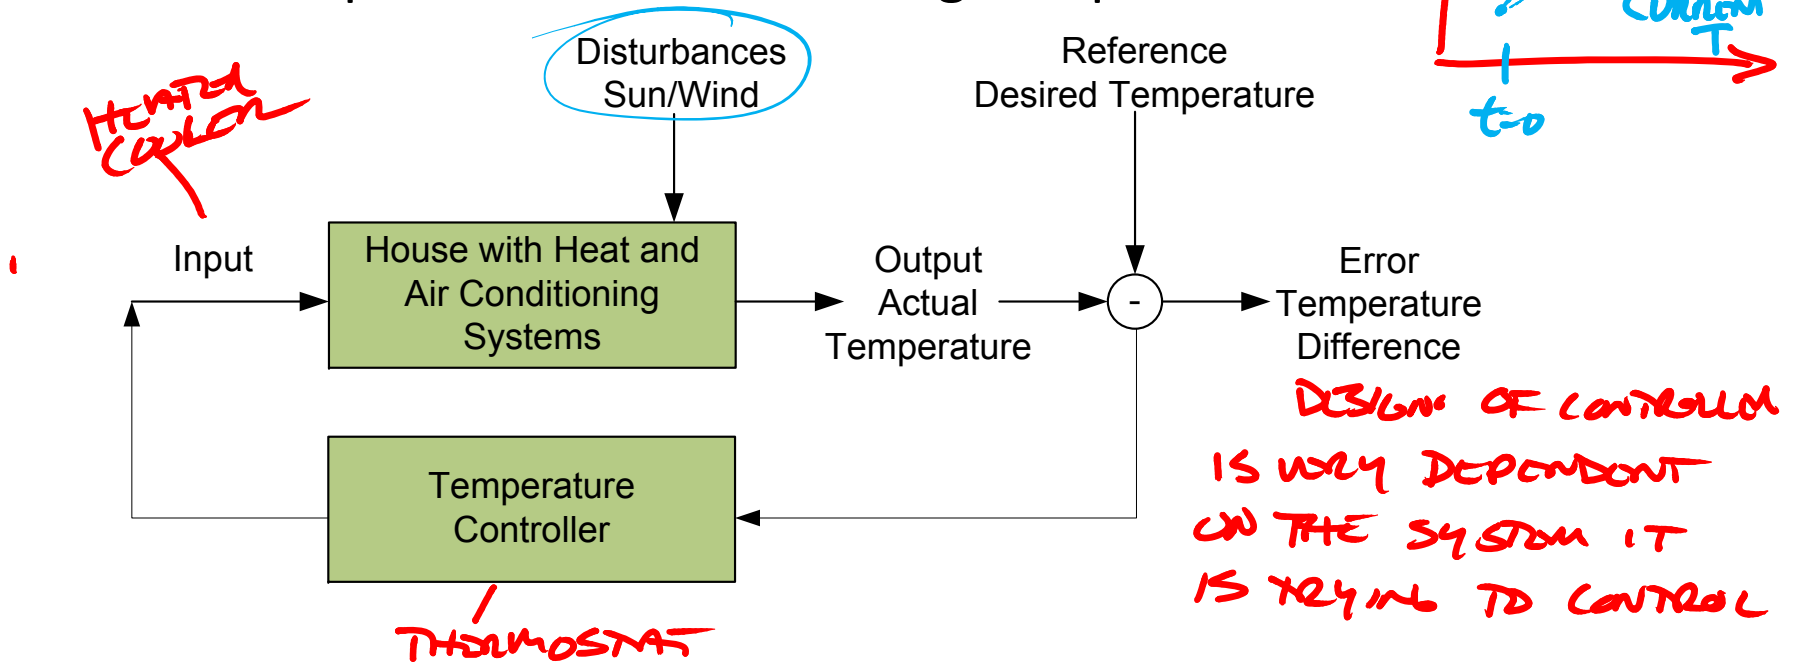 CURRENT
T
t=0
Disturbances
Sun/Wind
Reference
Desired Temperature
HEATER
COOLER
Input
House with Heat and
Air Conditioning
Systems
Output
Actual
Temperature
-
Error
Temperature
Difference
Temperature
Controller
THERMOSTAT
DESIGN OF CONTROLLER
IS VERY DEPENDENT
ON THE SYSTEM IT
IS TRYING TO CONTROL